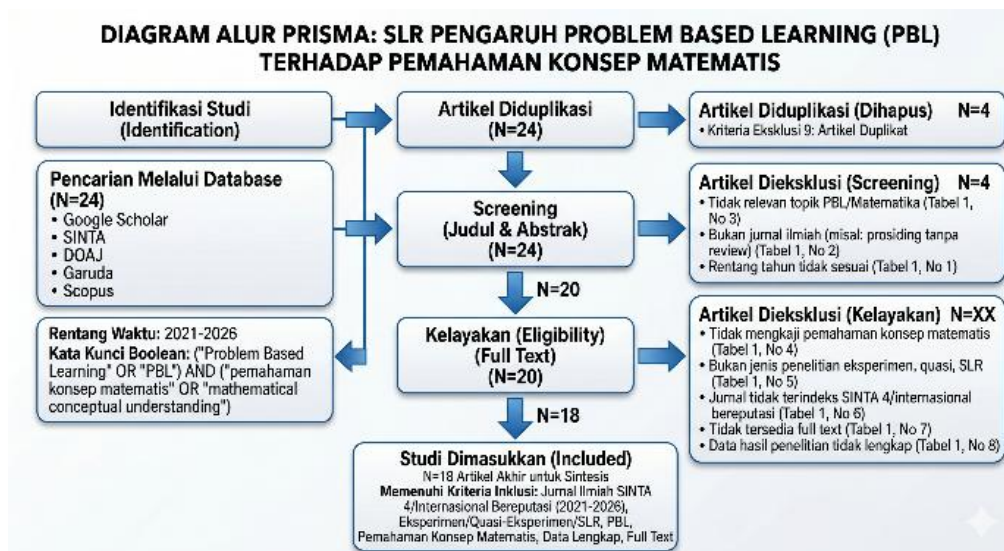 DIAGRAM ALUR PRISMA: SLR PENGARUH PROBLEM BASED LEARNING (PBL)
TERHADAP PEMAHAMAN KONSEP MATEMATIS
Identifikasi Studi
(Identification)
Pencarian Melalui Database
(N=24)
• Google Scholar
• SINTA
• DOAJ
• Garuda
• Scopus
Rentang Waktu: 2021-2026
Kata Kunci Boolean: ("Problem Based
Learning" OR "PBL") AND ("pemahaman
konsep matematis" OR "mathematical
conceptual understanding")
Artikel Diduplikasi
(N=24)
Screening
(Judul & Abstrak)
(N=24)
N=20
Kelayakan (Eligibility)
(Full Text)
(N=20)
N=18
Studi Dimasukkan (Included)
N=18 Artikel Akhir untuk Sintesis
Memenuhi Kriteria Inklusi: Jurnal Ilmiah SINTA
4/Internasional Bereputasi (2021-2026),
Eksperimen/Quasi-Eksperimen/SLR, PBL,
Pemahaman Konsep Matematis, Data Lengkap, Full Text
Artikel Diduplikasi (Dihapus) N=4
• Kriteria Eksklusi 9: Artikel Duplikat
Artikel Dieksklusi (Screening) N=4
• Tidak relevan topik PBL/Matematika (Tabel 1,
No 3)
• Bukan jurnal ilmiah (misal: prosiding tanpa
review) (Tabel 1, No 2)
• Rentang tahun tidak sesuai (Tabel 1, No 1)
Artikel Dieksklusi (Kelayakan) N=XX
• Tidak mengkaji pemahaman konsep matematis
(Tabel 1, No 4)
• Bukan jenis penelitian eksperimen, quasi, SLR
(Tabel 1, No 5)
• Jurnal tidak terindeks SINTA 4/internasional
bereputasi (Tabel 1, No 6)
• Tidak tersedia full text (Tabel 1, No 7)
• Data hasil penelitian tidak lengkap (Tabel 1, No 8)